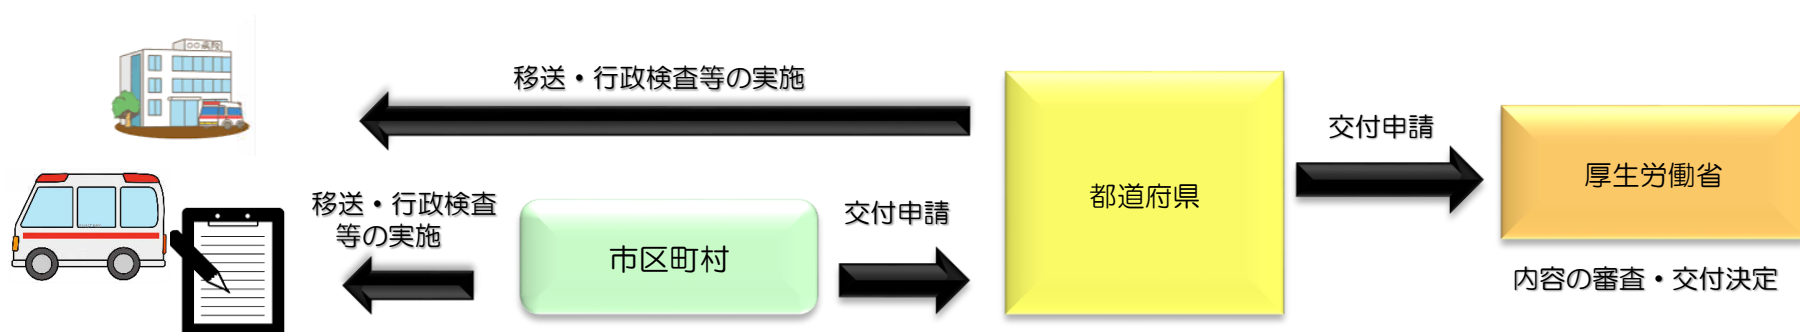 ○○病院
移送・行政検査等の実施
交付申請
厚生労働省
都道府県
移送・行政検査
等の実施
市区町村
交付申請
内容の審査・交付決定